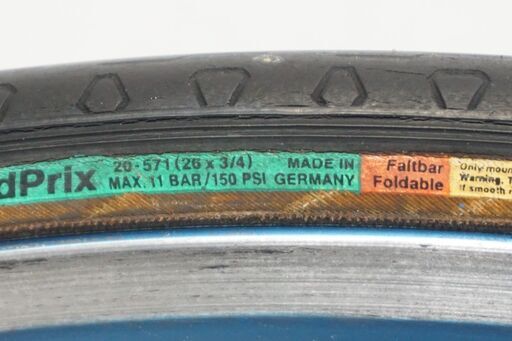 dPrix
20-571 (26 x 3/4)
MAX. 11 BAR/150 PSI
MADE IN
GERMANY
Faltbar
Foldable
Only moun
Warning. T
If smooth